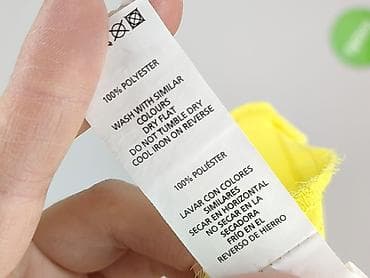 100% POLYESTER
WASH WITH SIMILAR
COLOURS
DRY FLAT
DO NOT TUMBLE DRY
COOL IRON ON REVERSE
100% POLIÉSTER
LAVAR CON COLORES
SIMILARES
SECAR EN HORIZONTAL
NO SECAR EN LA
SECADORA
FRÍO EN EL
REVERSO DE HIERRO